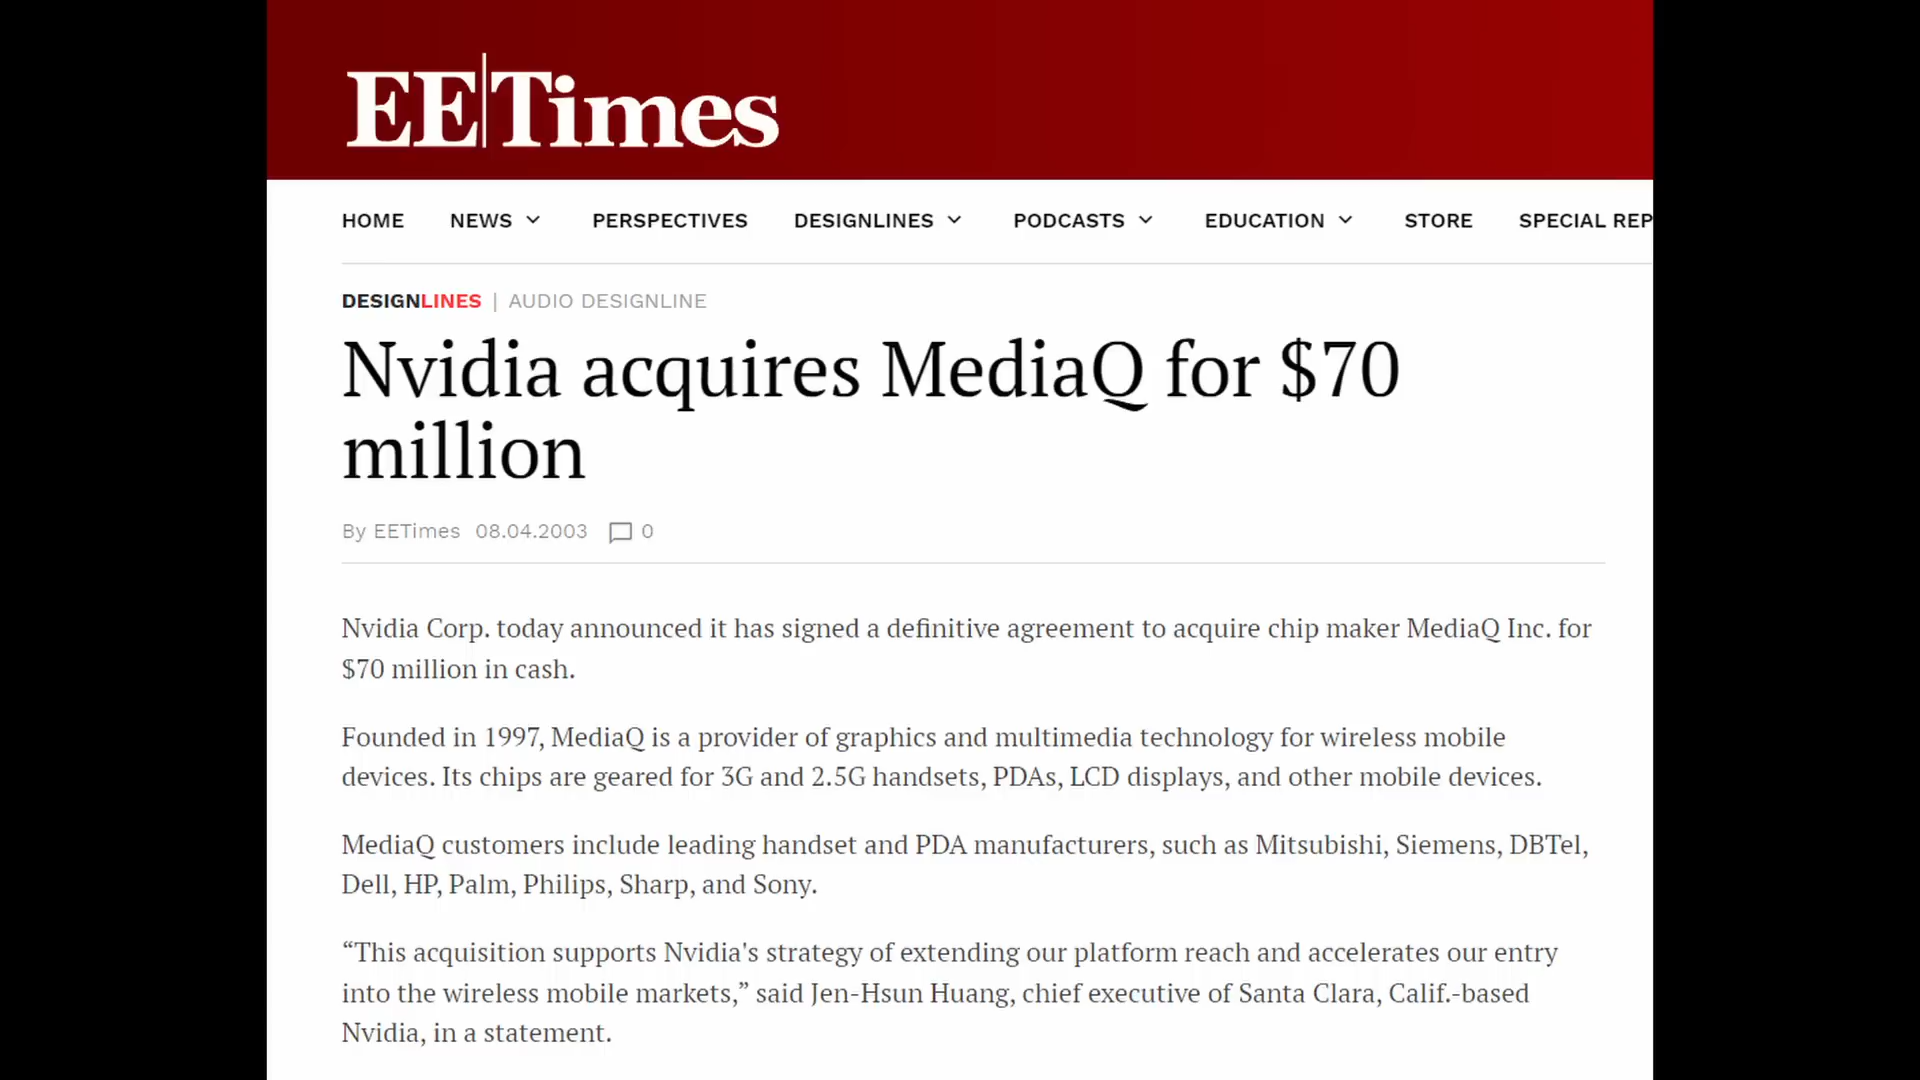 EETimes
HOME NEWS PERSPECTIVES DESIGNLINES PODCASTS EDUCATION STORE SPECIAL REP
DESIGNLINES | AUDIO DESIGNLINE
Nvidia acquires MediaQ for $70
million
By EETimes 08.04.2003 0
Nvidia Corp. today announced it has signed a definitive agreement to acquire chip maker MediaQ Inc. for
$70 million in cash.
Founded in 1997, MediaQ is a provider of graphics and multimedia technology for wireless mobile
devices. Its chips are geared for 3G and 2.5G handsets, PDAs, LCD displays, and other mobile devices.
MediaQ customers include leading handset and PDA manufacturers, such as Mitsubishi, Siemens, DBTel,
Dell, HP, Palm, Philips, Sharp, and Sony.
“This acquisition supports Nvidia's strategy of extending our platform reach and accelerates our entry
into the wireless mobile markets,” said Jen-Hsun Huang, chief executive of Santa Clara, Calif.-based
Nvidia, in a statement.